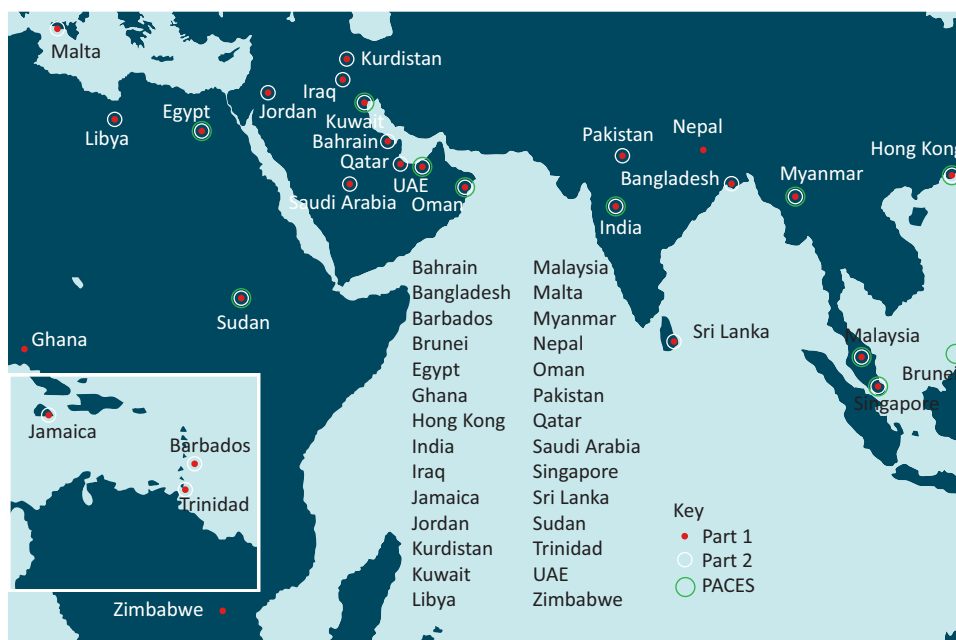 Malta
Kurdistan
Iraq
Jordan
Kuwait
Libya
Egypt
Bahrain
Qatar
UAE
Saudi Arabia
Oman
Pakistan
Nepal
Bangladesh
Hong Kong
Myanmar
India
Sudan
Ghana
Sri Lanka
Malaysia
Brunei
Singapore
Jamaica
Barbados
Trinidad
Zimbabwe
Bahrain
Bangladesh
Barbados
Brunei
Egypt
Ghana
Hong Kong
India
Iraq
Jamaica
Jordan
Kurdistan
Kuwait
Libya
Malaysia
Malta
Myanmar
Nepal
Oman
Pakistan
Qatar
Saudi Arabia
Singapore
Sri Lanka
Sudan
Trinidad
UAE
Zimbabwe
Key
Part 1
Part 2
PACES